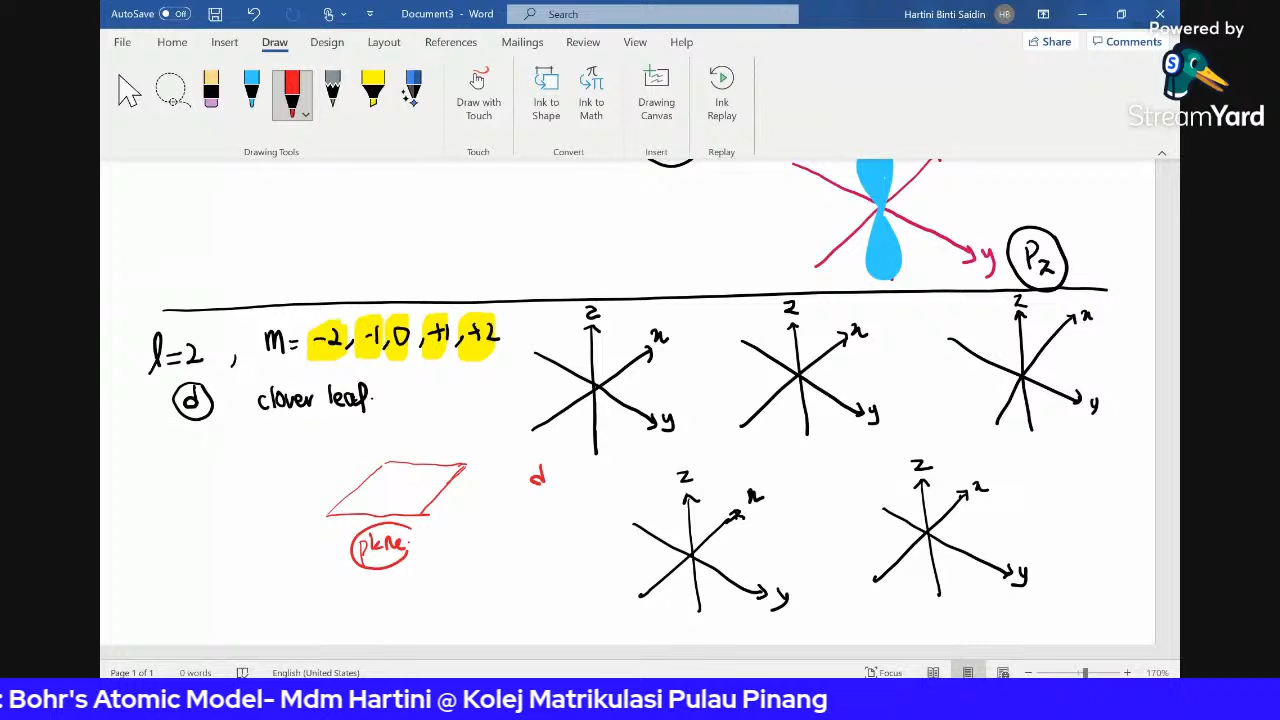 AutoSave Off
Document3 - Word
Search
Hartini Binti Saidin HB
Powered by
StreamYard
File Home Insert Draw Design Layout References Mailings Review View Help
Share Comments
Draw with Touch
Ink to Shape
Ink to Math
Drawing Canvas
Ink Replay
Drawing Tools
Touch
Convert
Insert
Replay
y
Pz
l=2 , m= -2, -1, 0, +1, +2
d clover leaf.
z x y
z x y
z x y
plane
d
z x y
z x y
Page 1 of 1 0 words English (United States)
Focus
170%
: Bohr's Atomic Model- Mdm Hartini @ Kolej Matrikulasi Pulau Pinang